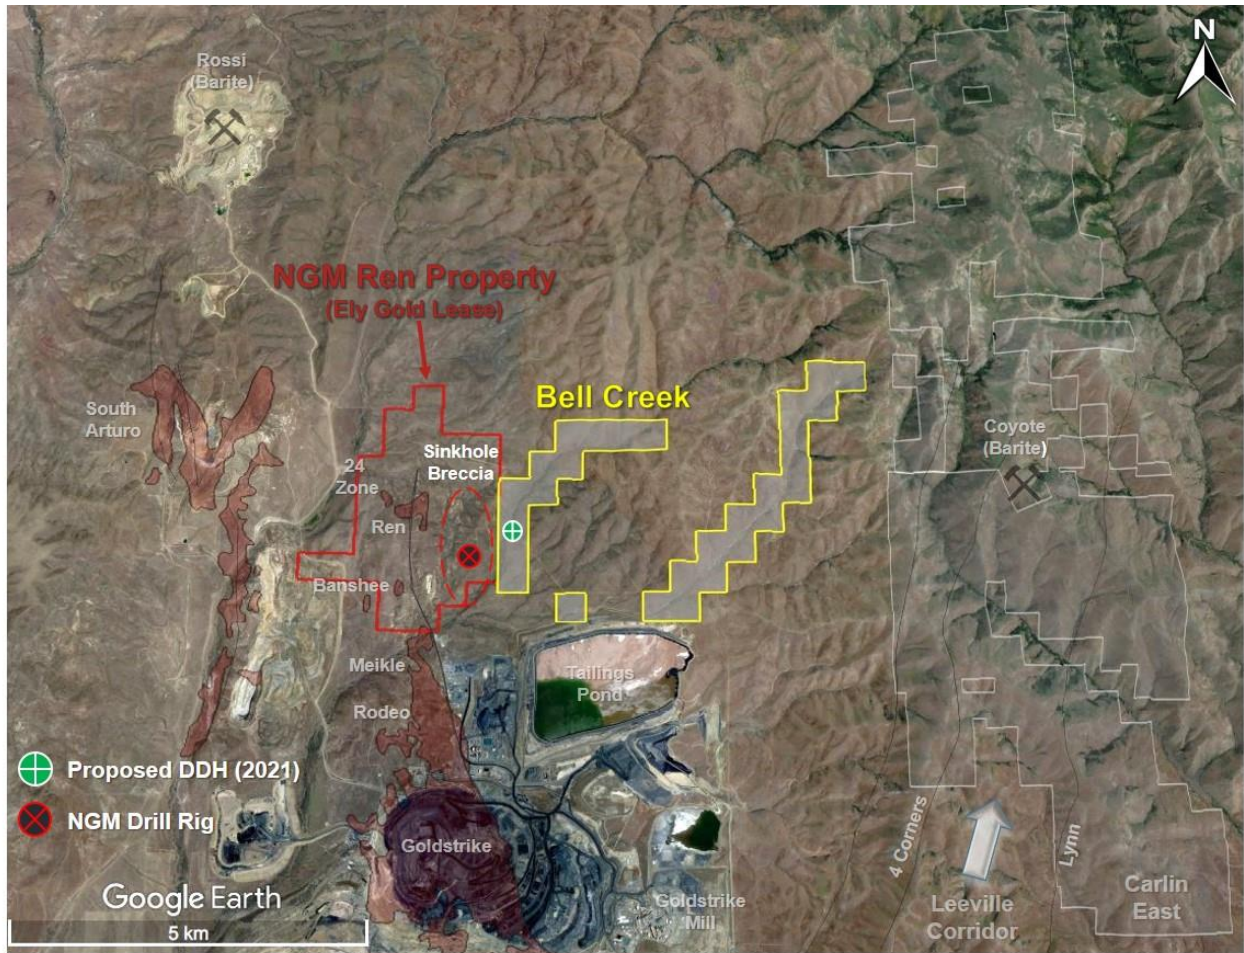 N
Rossi
(Barite)
NGM Ren Property
(Ely Gold Lease)
Bell Creek
South
Arturo
Sinkhole
Breccia
24
Zone
Ren
Coyote
(Barite)
Banshee
Meikle
Tailings
Pond
Rodeo
Proposed DDH (2021)
NGM Drill Rig
Goldstrike
4 Corners
Lynn
Goldstrike
Mill
Leeville
Corridor
Carlin
East
Google Earth
5 km